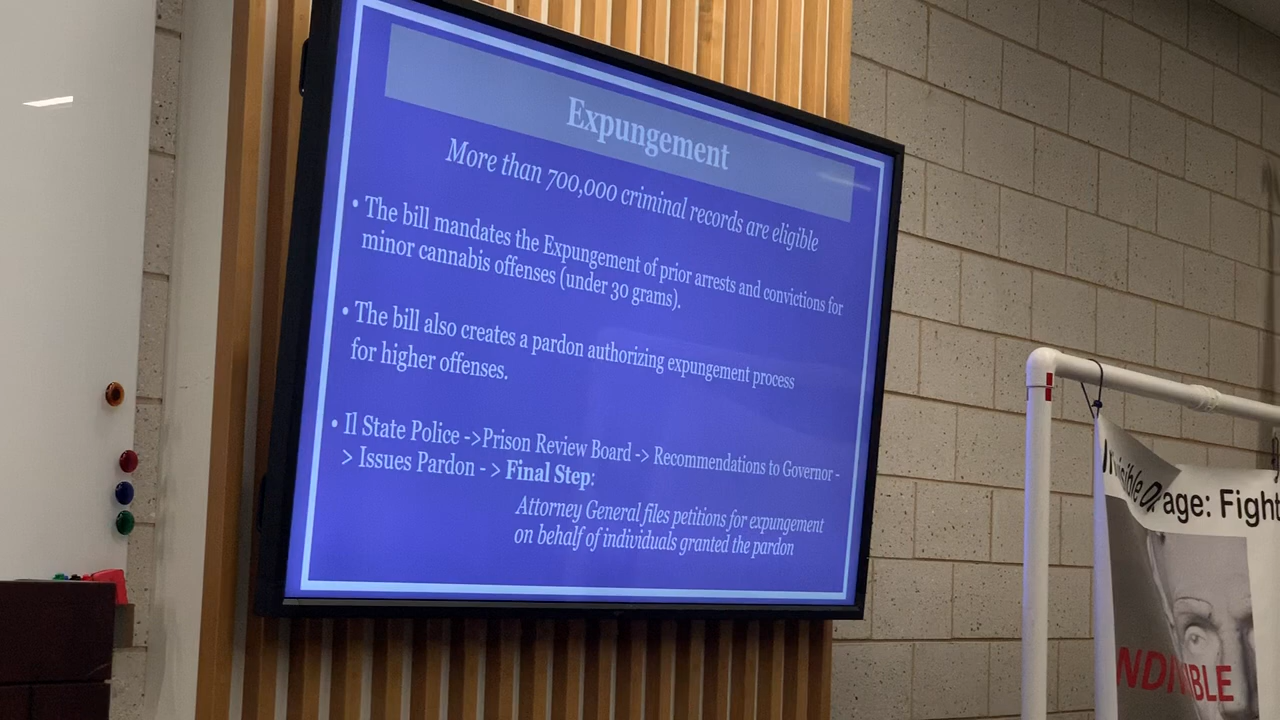 Expungement
More than 700,000 criminal records are eligible
• The bill mandates the Expungement of prior arrests and convictions for
minor cannabis offenses (under 30 grams).
• The bill also creates a pardon authorizing expungement process
for higher offenses.
• Il State Police ->Prison Review Board -> Recommendations to Governor -
> Issues Pardon - > Final Step:
Attorney General files petitions for expungement
on behalf of individuals granted the pardon
age: Fight